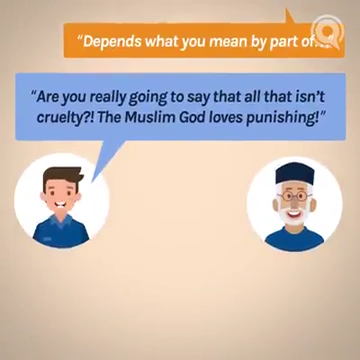 “Depends what you mean by part of...
“Are you really going to say that all that isn’t
cruelty?! The Muslim God loves punishing!”